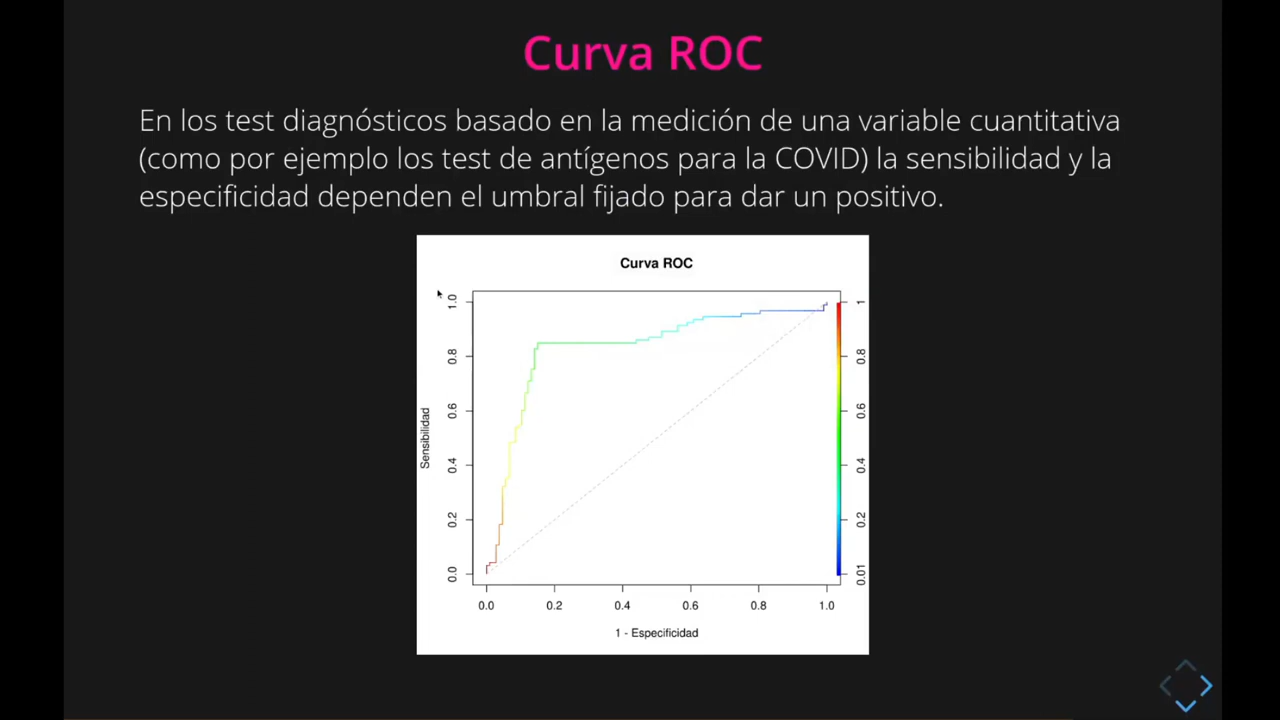 Curva ROC
En los test diagnósticos basado en la medición de una variable cuantitativa
(como por ejemplo los test de antígenos para la COVID) la sensibilidad y la
especificidad dependen el umbral fijado para dar un positivo.
Curva ROC
Sensibilidad
1.0
0.8
0.6
0.4
0.2
0.0
1
0.8
0.6
0.4
0.2
0.01
0.0 0.2 0.4 0.6 0.8 1.0
1 - Especificidad